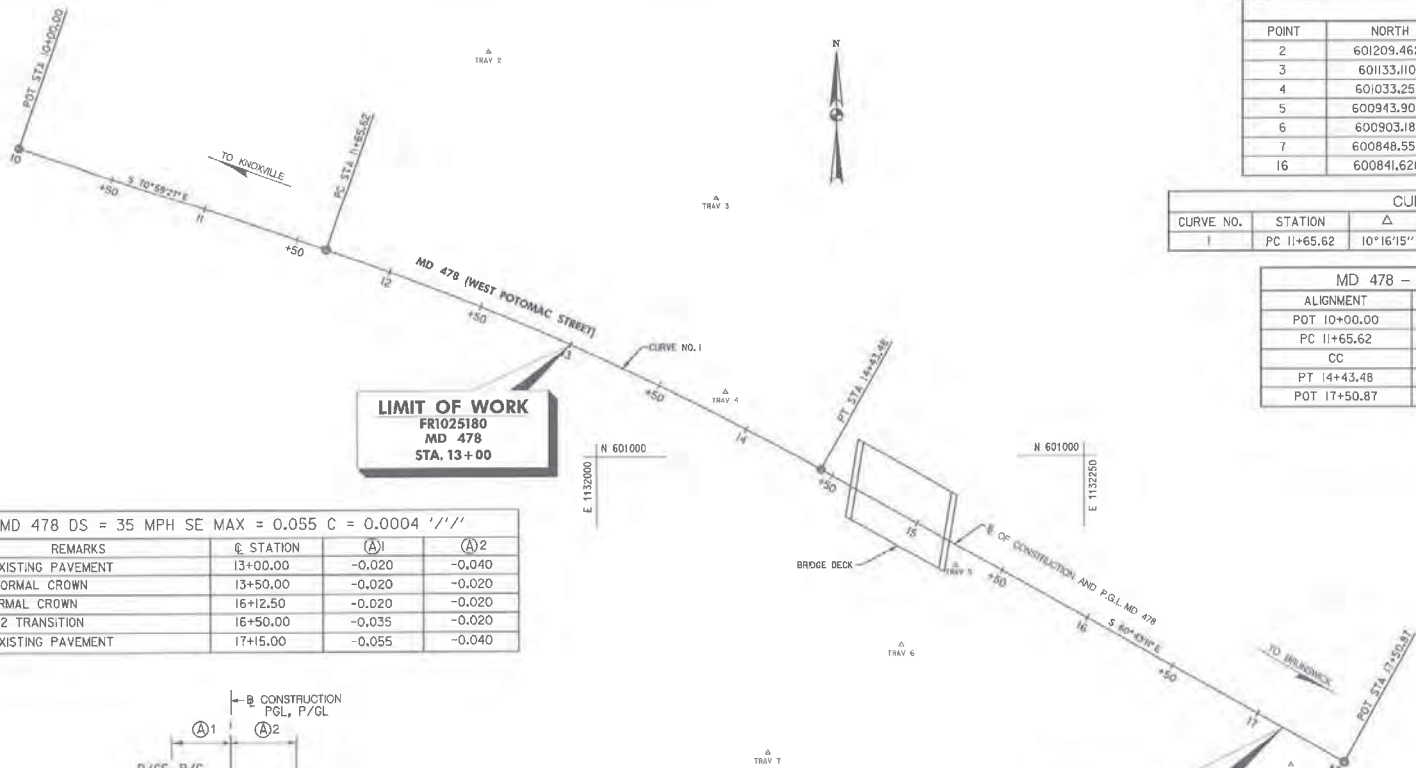 POT STA 10+00.00
10
+50
S 70°59'27" E
11
+50
TO KNOXVILLE
PC STA 11+65.62
12
+50
MD 478 (WEST POTOMAC STREET)
13
CURVE NO. 1
+50
14
PT STA 14+43.48
+50
15
BRIDGE DECK
+50
B OF CONSTRUCTION AND P.G.L. MD 478
16
S 60°43'11" E
+50
TO BRUNSWICK
17
POT STA 17+50.87
TRAV 2
TRAV 3
TRAV 4
TRAV 5
TRAV 6
TRAV 7
N
LIMIT OF WORK
FR1025180
MD 478
STA. 13+00
N 601000
E 1132000
N 601000
E 1132250
POINT NORTH
2 601209.46
3 601133.110
4 601033.25
5 600943.90
6 600903.18
7 600848.55
16 600841.62
CURVE NO. STATION Δ
1 PC 11+65.62 10°16'15"
MD 478 –
ALIGNMENT
POT 10+00.00
PC 11+65.62
CC
PT 14+43.48
POT 17+50.87
MD 478 DS = 35 MPH SE MAX = 0.055 C = 0.0004 '/'/'
REMARKS ℄ STATION Ⓐ1 Ⓐ2
XISTING PAVEMENT 13+00.00 -0.020 -0.040
ORMAL CROWN 13+50.00 -0.020 -0.020
RMAL CROWN 16+12.50 -0.020 -0.020
2 TRANSITION 16+50.00 -0.035 -0.020
XISTING PAVEMENT 17+15.00 -0.055 -0.040
B CONSTRUCTION
PGL, P/GL
Ⓐ1 Ⓐ2